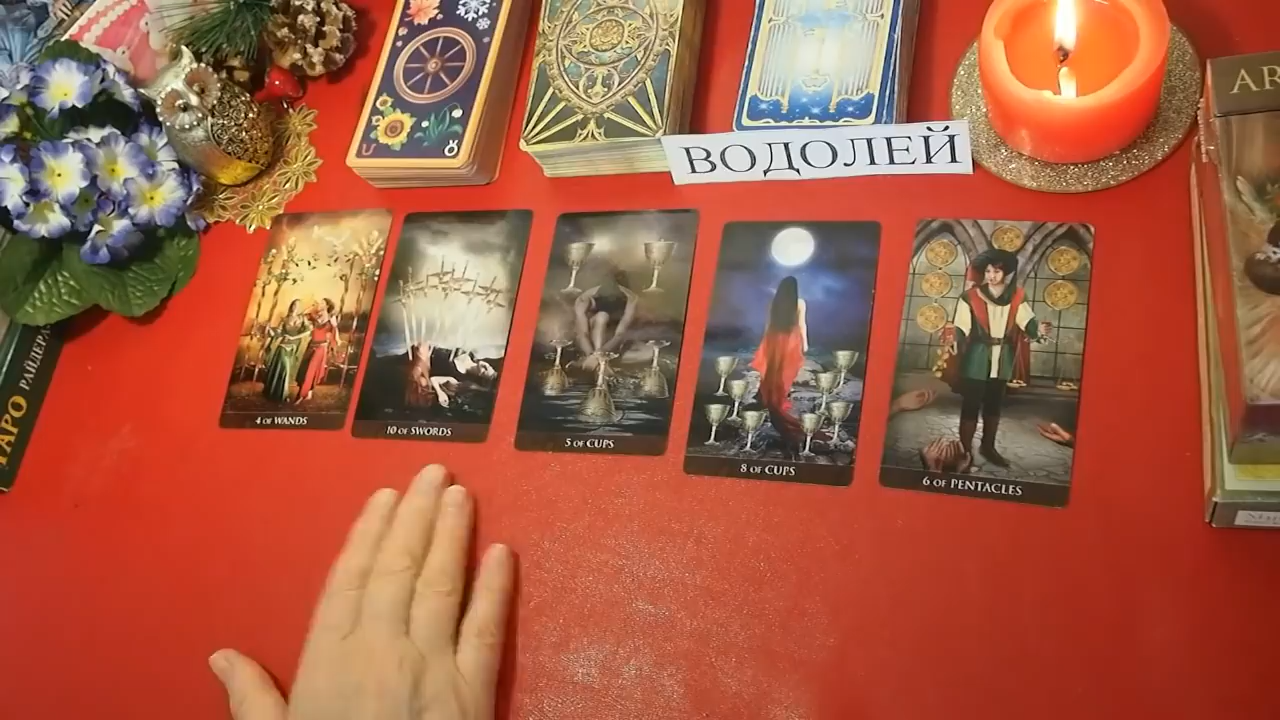 ВОДОЛЕЙ
4 OF WANDS
10 OF SWORDS
5 OF CUPS
8 OF CUPS
6 OF PENTACLES
ТАРО РАЙДЕРА
AR